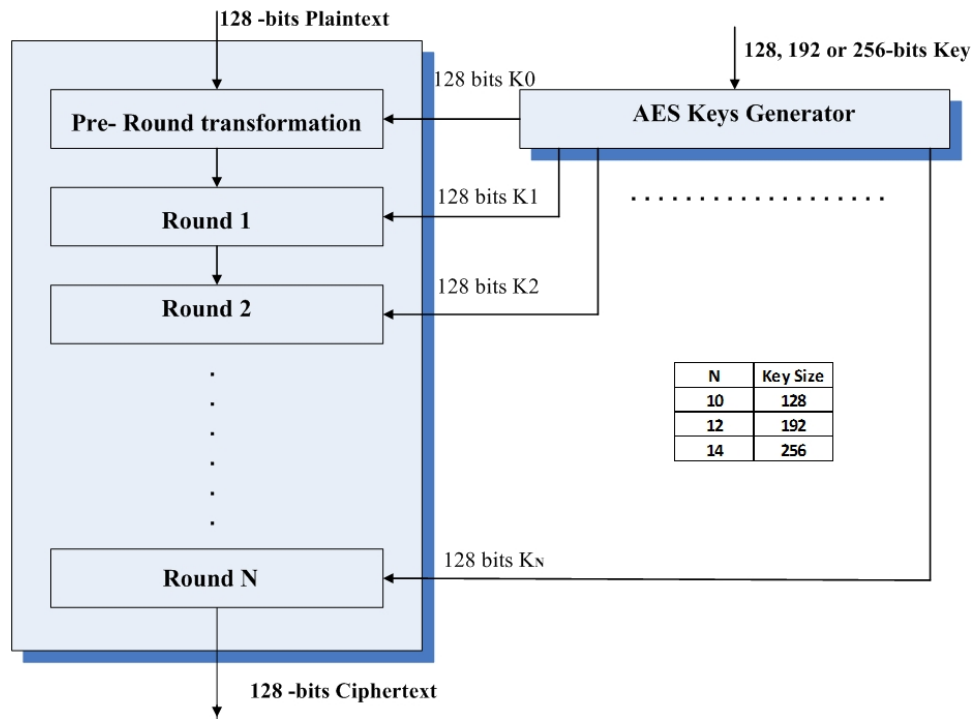 128 -bits Plaintext
128, 192 or 256-bits Key
128 bits K0
Pre- Round transformation
AES Keys Generator
128 bits K1
Round 1
128 bits K2
Round 2
N Key Size
10 128
12 192
14 256
128 bits KN
Round N
128 -bits Ciphertext